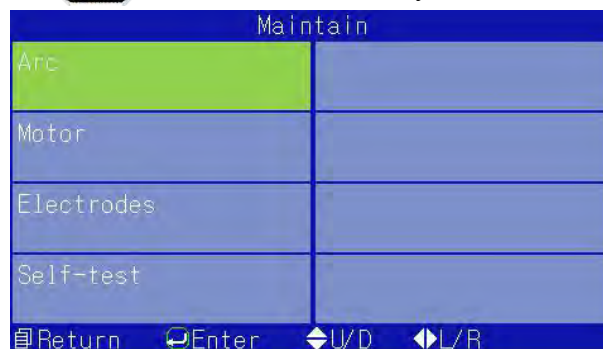 Maintain
Arc
Motor
Electrodes
Self-test
Return Enter U/D L/R